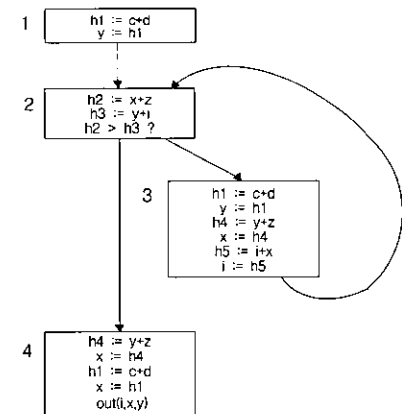 1
h1 := c+d
y := h1
2
h2 := x+z
h3 := y+i
h2 > h3 ?
3
h1 := c+d
y := h1
h4 := y+z
x := h4
h5 := i+x
i := h5
4
h4 := y+z
x := h4
h1 := c+d
x := h1
out(i,x,y)